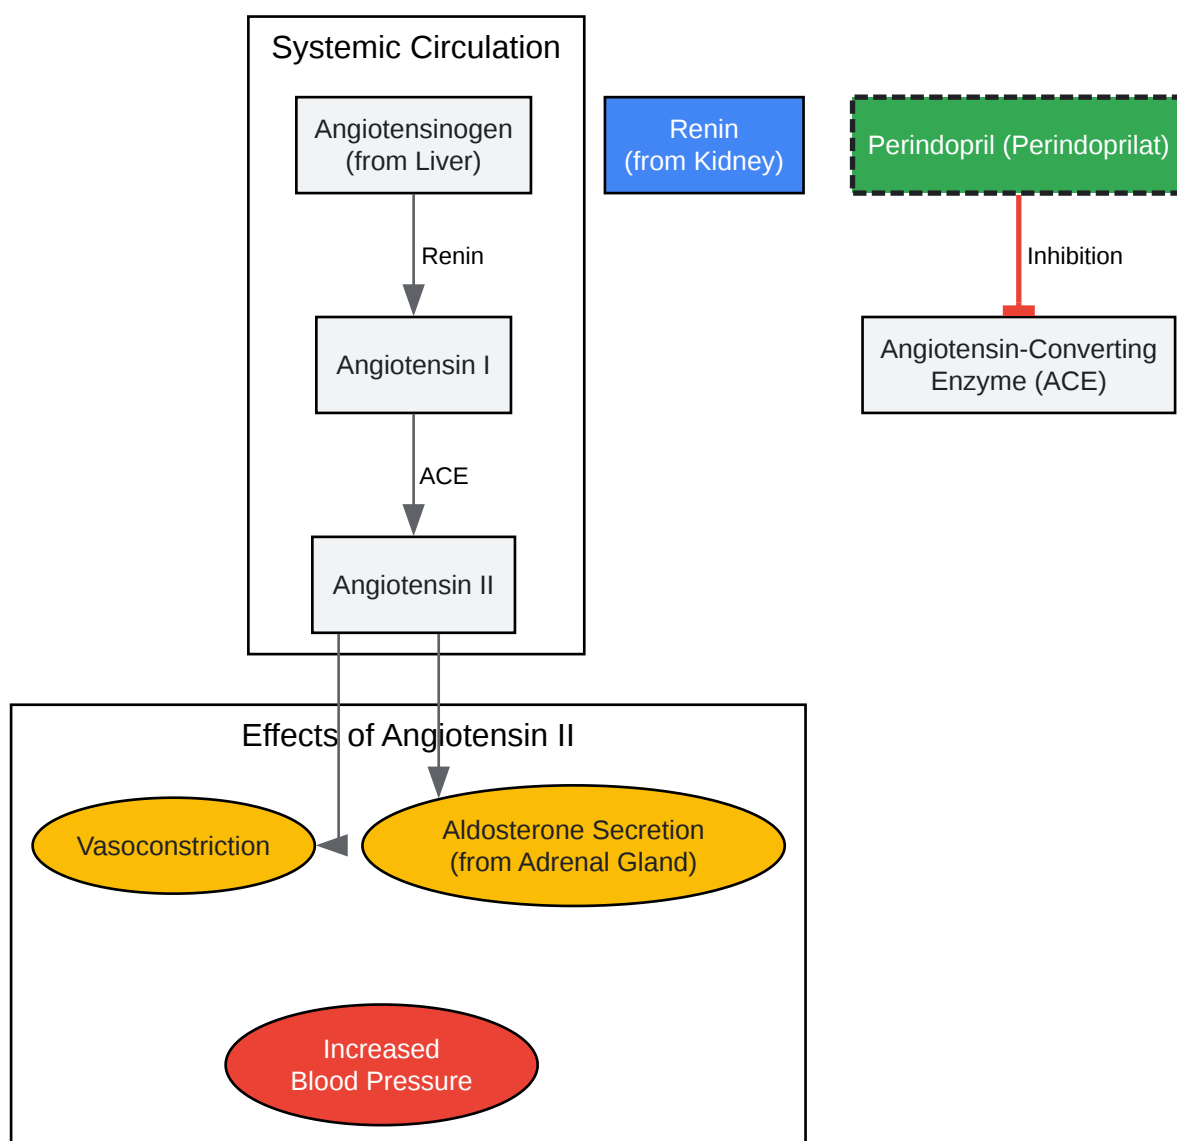 Systemic Circulation
Angiotensinogen
(from Liver)
Renin
(from Kidney)
Perindopril (Perindoprilat)
Renin
Inhibition
Angiotensin I
Angiotensin-Converting
Enzyme (ACE)
ACE
Angiotensin II
Effects of Angiotensin II
Vasoconstriction
Aldosterone Secretion
(from Adrenal Gland)
Increased
Blood Pressure